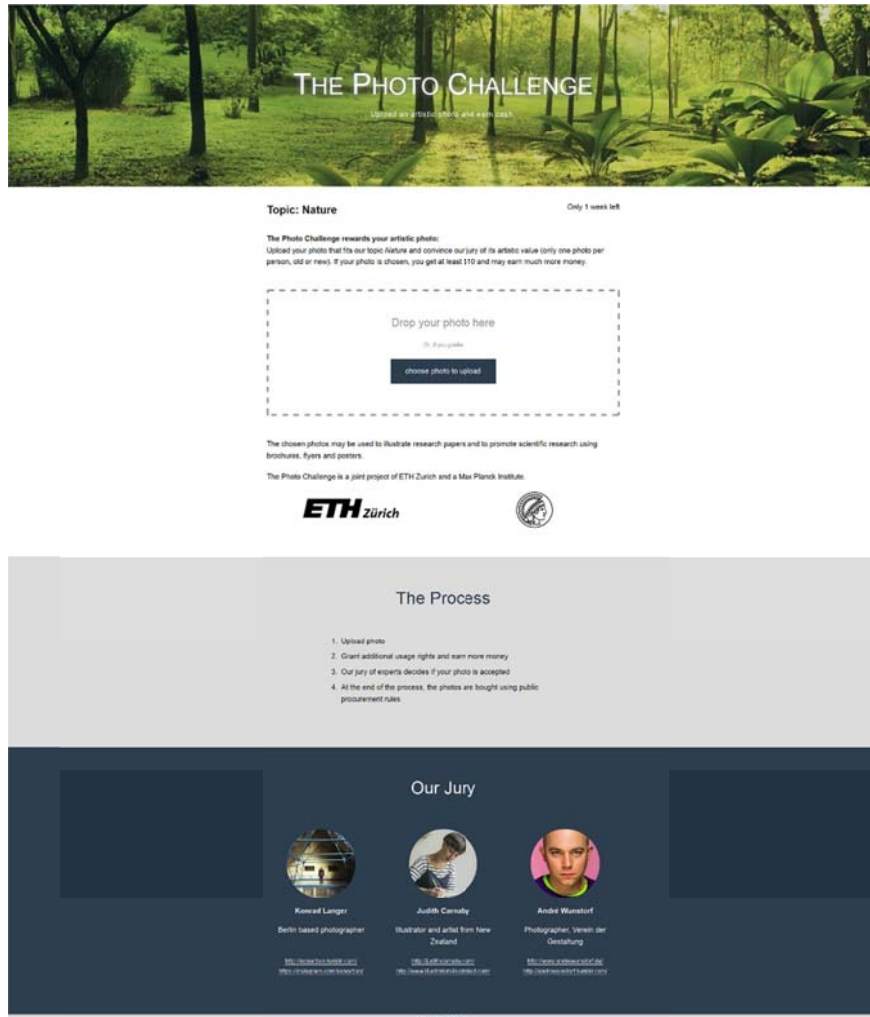 THE PHOTO CHALLENGE
Upload an artistic photo and earn cash.
Topic: Nature
Only 1 week left
The Photo Challenge rewards your artistic photo:
Upload your photo that fits our topic Nature and convince our jury of its artistic value (only one photo per
person, old or new). If your photo is chosen, you get at least $10 and may earn much more money.
Drop your photo here
Or, if you prefer
choose photo to upload
The chosen photos may be used to illustrate research papers and to promote scientific research using
brochures, flyers and posters.
The Photo Challenge is a joint project of ETH Zurich and a Max Planck Institute.
ETH Zürich
The Process
1. Upload photo
2. Grant additional usage rights and earn more money
3. Our jury of experts decides if your photo is accepted
4. At the end of the process, the photos are bought using public
procurement rules
Our Jury
Konrad Langer
Judith Carnaby
André Wunstorf
Berlin based photographer
Illustrator and artist from New
Zealand
Photographer, Verein der
Gestaltung